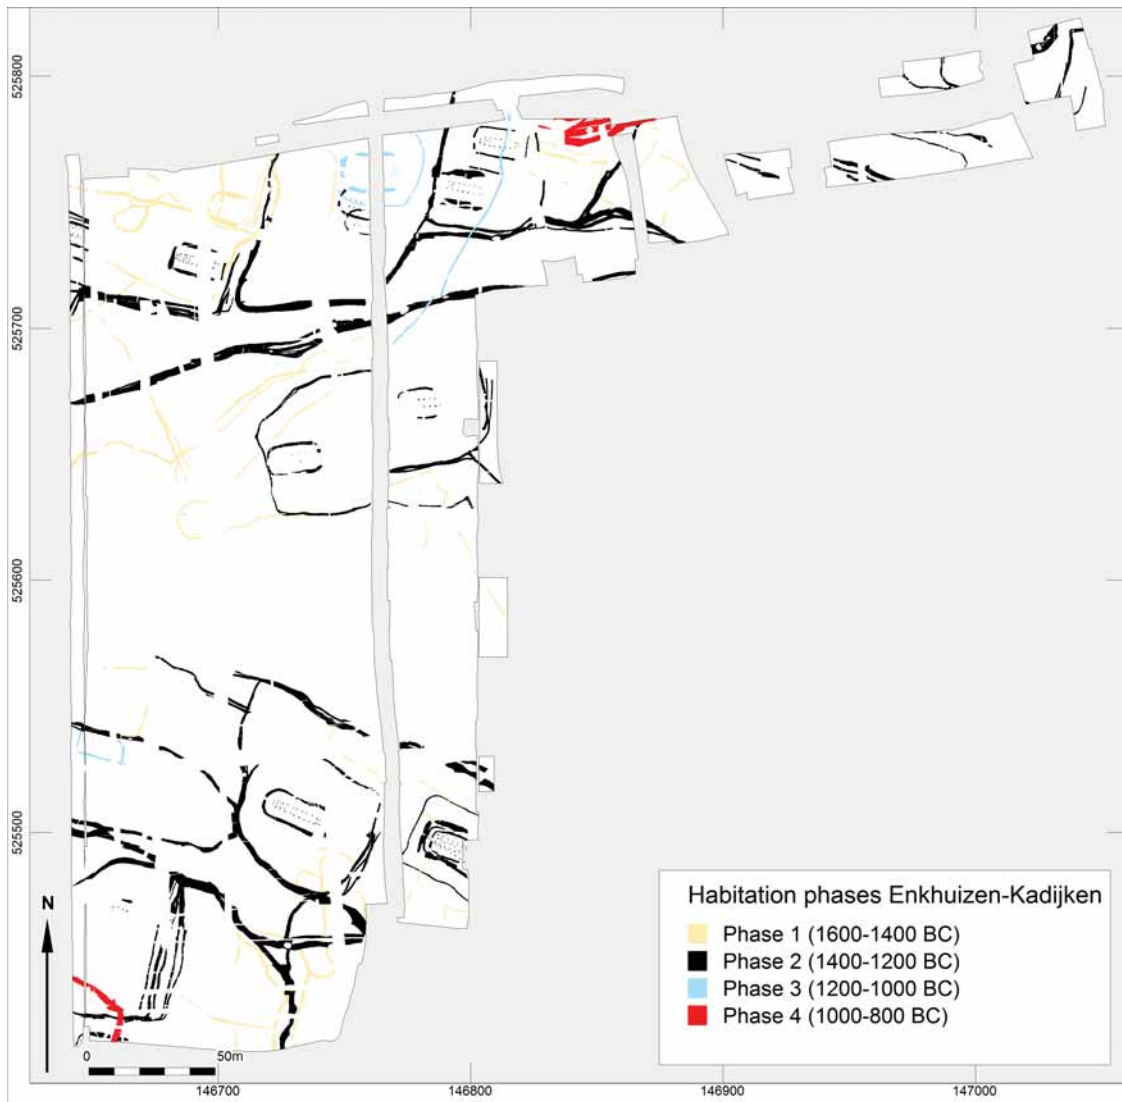 525800
525700
525600
525500
N
0 50m
146700 146800 146900 147000
Habitation phases Enkhuizen-Kadijken
Phase 1 (1600-1400 BC)
Phase 2 (1400-1200 BC)
Phase 3 (1200-1000 BC)
Phase 4 (1000-800 BC)